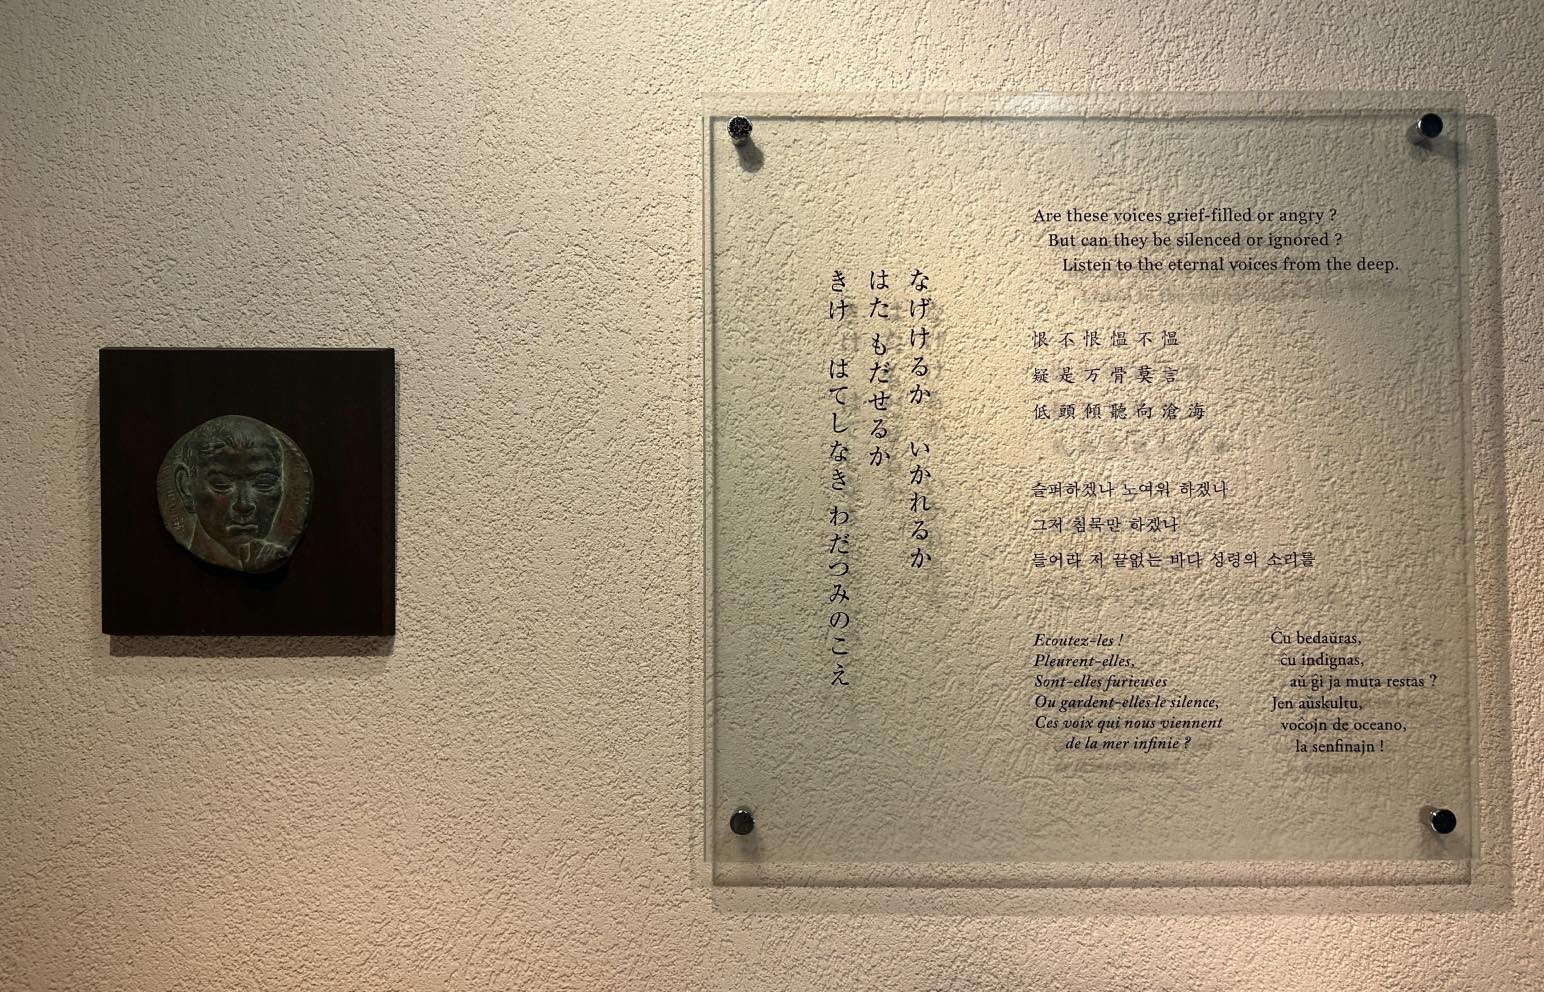 なげけるか いかれるか
はた もだせるか
きけ はてしなき わだつみのこえ
Are these voices grief-filled or angry ?
But can they be silenced or ignored ?
Listen to the eternal voices from the deep.
恨不恨慍不慍
疑是万骨莫言
低頭傾聽向滄海
슬퍼하겠나 노여워 하겠나
그저 침묵만 하겠나
들어라 저 끝없는 바다 성령의 소리를
Ecoutez-les !
Pleurent-elles,
Sont-elles furieuses
Ou gardent-elles le silence,
Ces voix qui nous viennent
de la mer infinie ?
Ĉu bedaŭras,
ĉu indignas,
aŭ ĝi ja muta restas ?
Jen aŭskultu,
voĉojn de oceano,
la senfinajn !